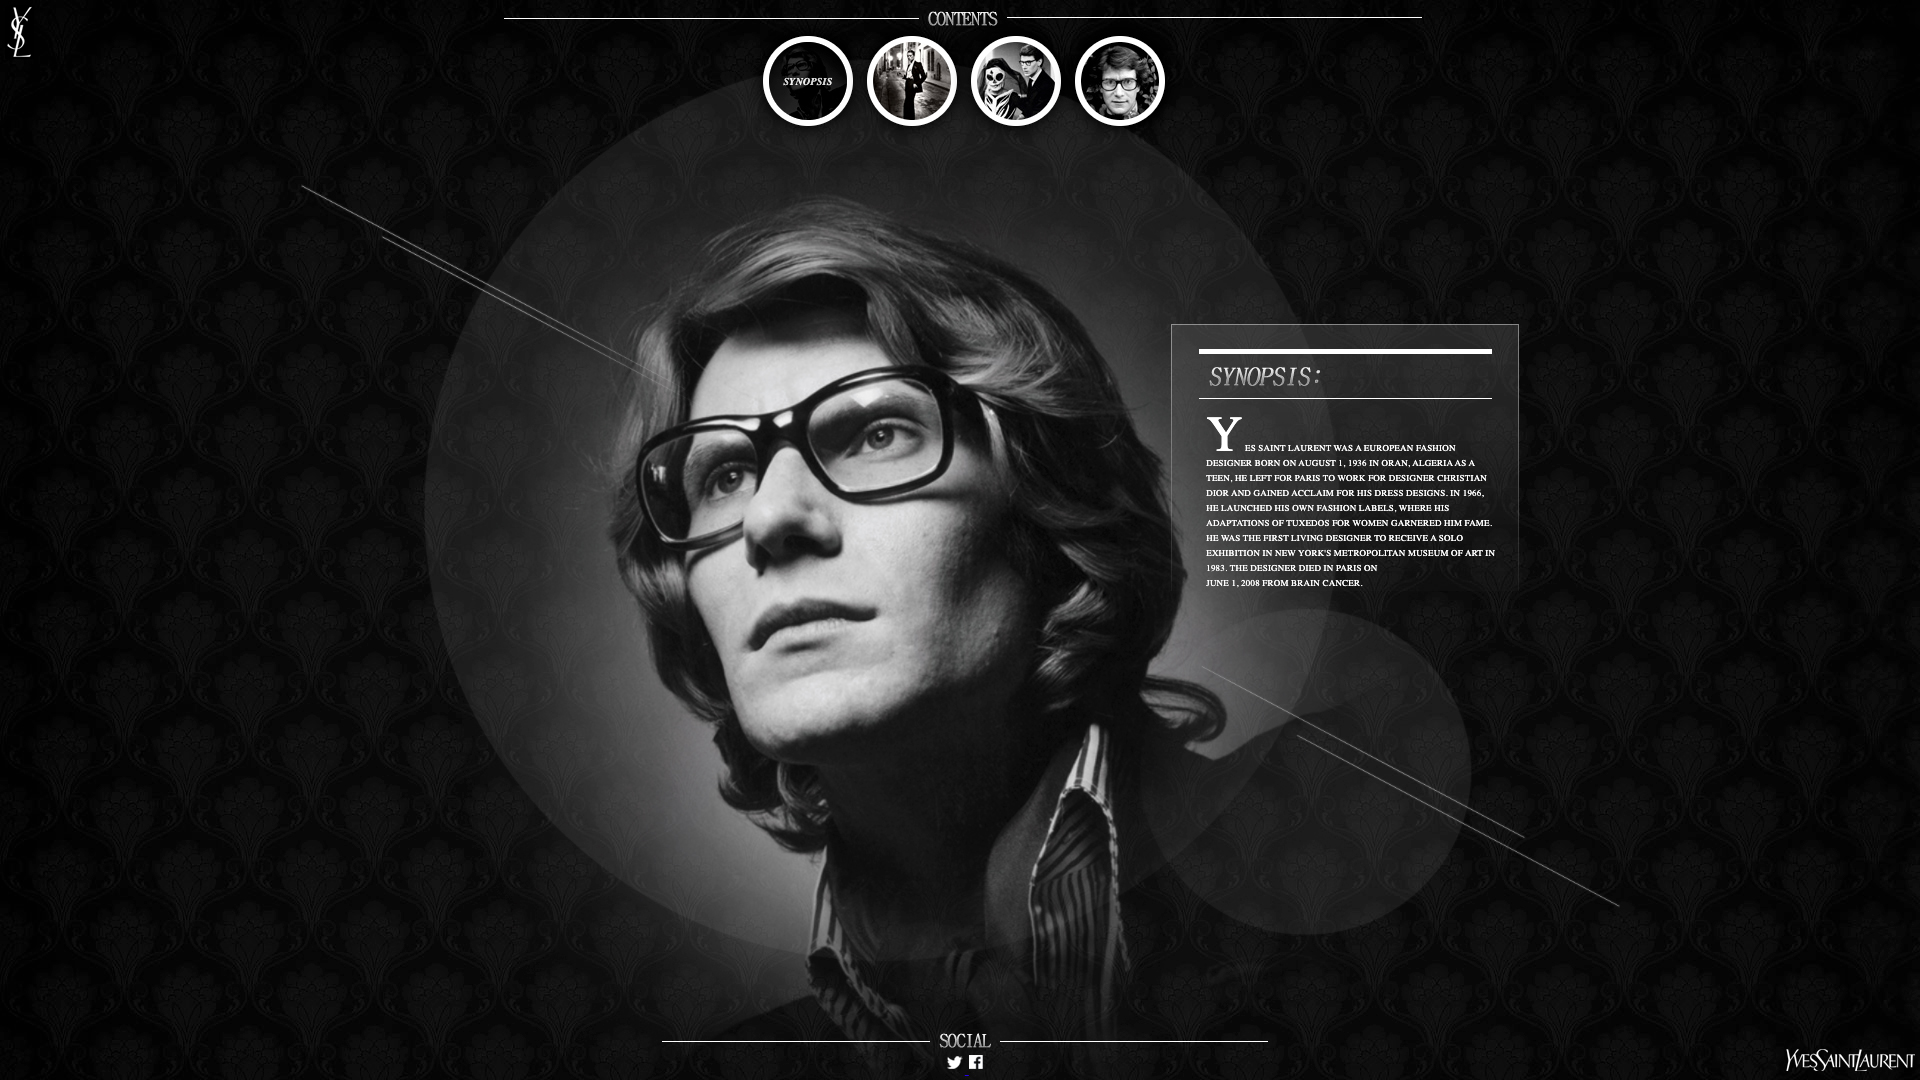 YSL
CONTENTS
SYNOPSIS
SYNOPSIS:
YES SAINT LAURENT WAS A EUROPEAN FASHION
DESIGNER BORN ON AUGUST 1, 1936 IN ORAN, ALGERIA AS A
TEEN, HE LEFT FOR PARIS TO WORK FOR DESIGNER CHRISTIAN
DIOR AND GAINED ACCLAIM FOR HIS DRESS DESIGNS. IN 1966,
HE LAUNCHED HIS OWN FASHION LABELS, WHERE HIS
ADAPTATIONS OF TUXEDOS FOR WOMEN GARNERED HIM FAME.
HE WAS THE FIRST LIVING DESIGNER TO RECEIVE A SOLO
EXHIBITION IN NEW YORK'S METROPOLITAN MUSEUM OF ART IN
1983. THE DESIGNER DIED IN PARIS ON
JUNE 1, 2008 FROM BRAIN CANCER.
SOCIAL
YVESSAINTLAURENT